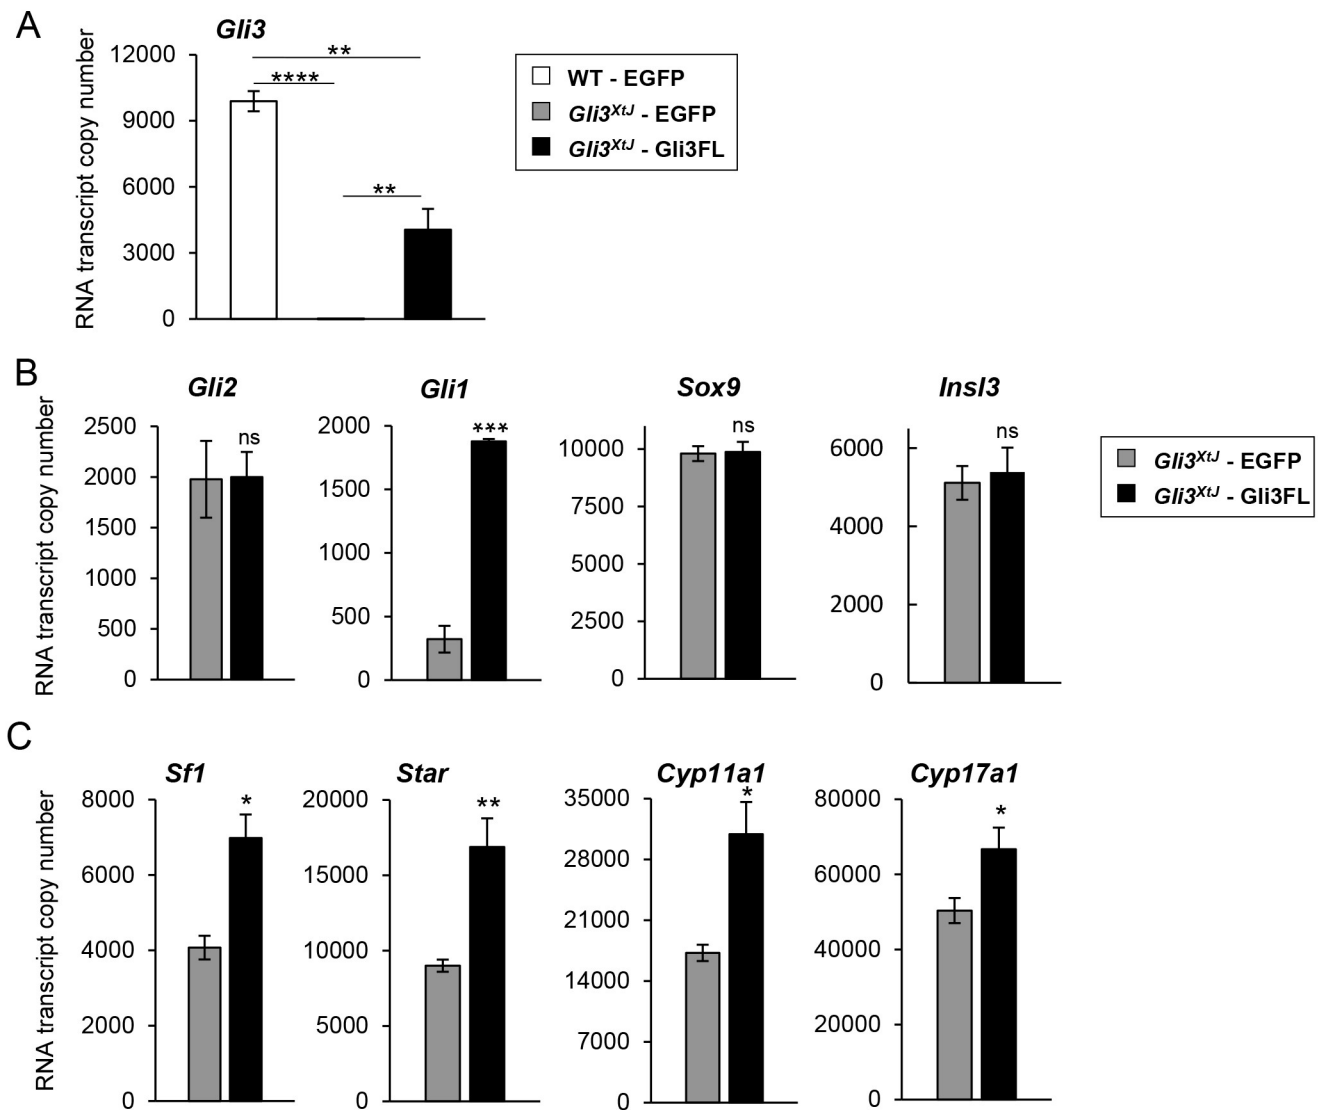 A
Gli3
RNA transcript copy number
12000
9000
6000
3000
0
**
****
**
WT - EGFP
Gli3XtJ - EGFP
Gli3XtJ - Gli3FL
B
RNA transcript copy number
Gli2
2500
2000
1500
1000
500
0
ns
Gli1
2000
1500
1000
500
0
***
Sox9
10000
7500
5000
2500
0
ns
Insl3
6000
4000
2000
0
ns
Gli3XtJ - EGFP
Gli3XtJ - Gli3FL
C
RNA transcript copy number
Sf1
8000
6000
4000
2000
0
*
Star
20000
15000
10000
5000
0
**
Cyp11a1
35000
28000
21000
14000
7000
0
*
Cyp17a1
80000
60000
40000
20000
0
*